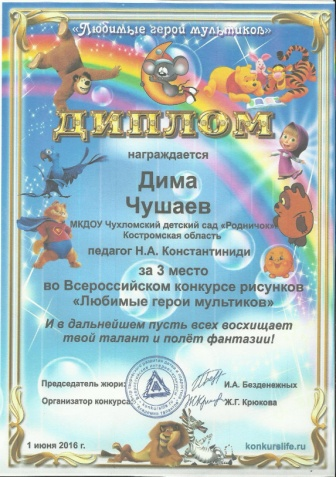 «Любимые герои мультиков»
ДИПЛОМ
награждается
Дима
Чушаев
МКДОУ Чухломский детский сад «Родничок»
Костромская область
педагог Н.А. Константиниди
за 3 место
во Всероссийском конкурсе рисунков
«Любимые герои мультиков»
И в дальнейшем пусть всех восхищает
твой талант и полёт фантазии!
Председатель жюри: И.А. Безденежных
Организатор конкурса: Ж.Г. Крюкова
1 июня 2016 г.
konkurslife.ru